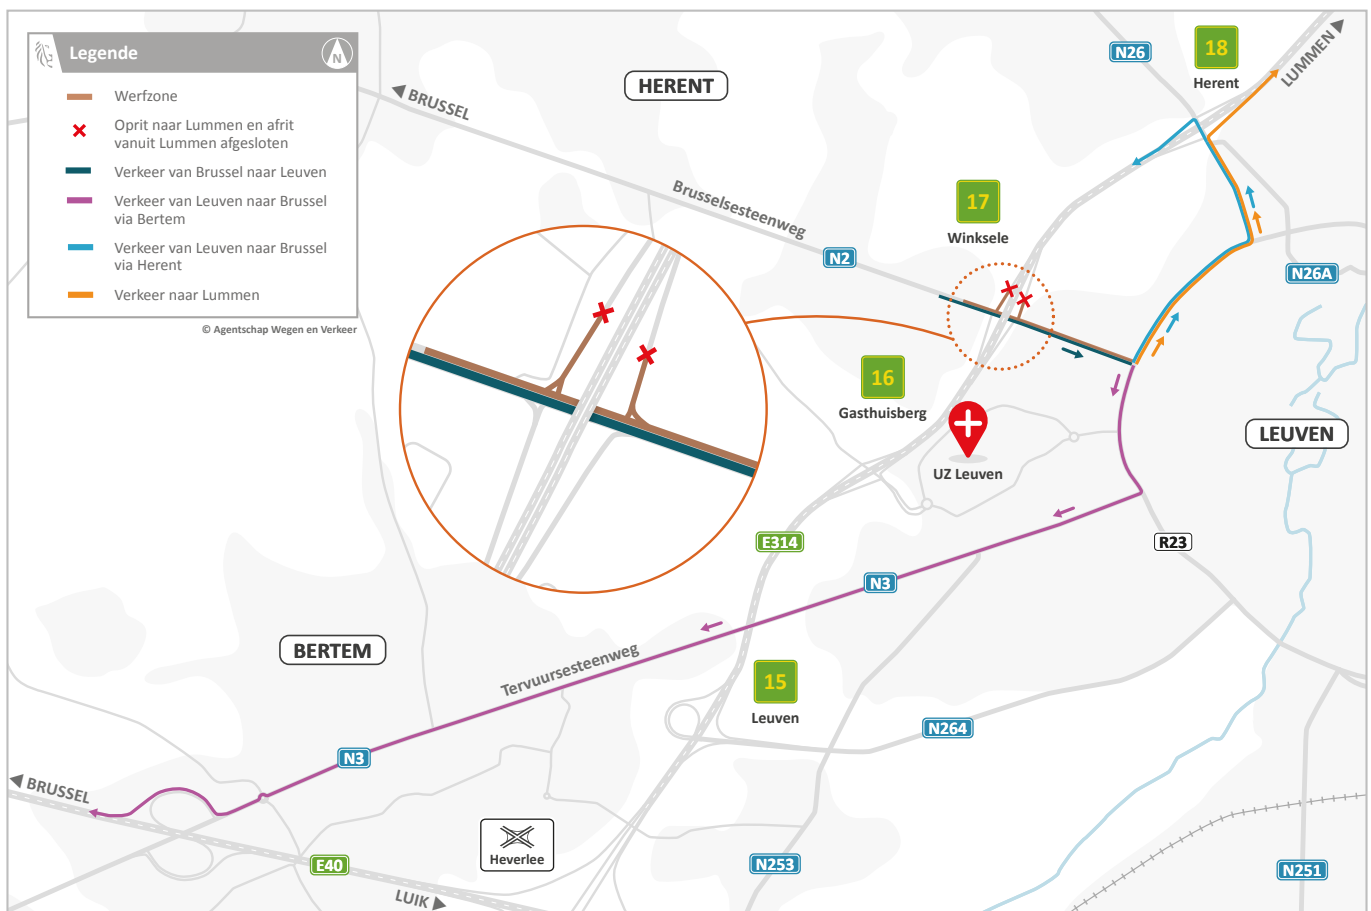 Legende
N
Werfzone
Oprit naar Lummen en afrit
vanuit Lummen afgesloten
Verkeer van Brussel naar Leuven
Verkeer van Leuven naar Brussel
via Bertem
Verkeer van Leuven naar Brussel
via Herent
Verkeer naar Lummen
© Agentschap Wegen en Verkeer
BRUSSEL
HERENT
N26
18
Herent
LUMMEN
Brusselsesteenweg
N2
17
Winksele
N26A
16
Gasthuisberg
UZ Leuven
LEUVEN
E314
R23
N3
BERTEM
Tervuursesteenweg
15
Leuven
N264
N3
BRUSSEL
E40
LUIK
Heverlee
N253
N251